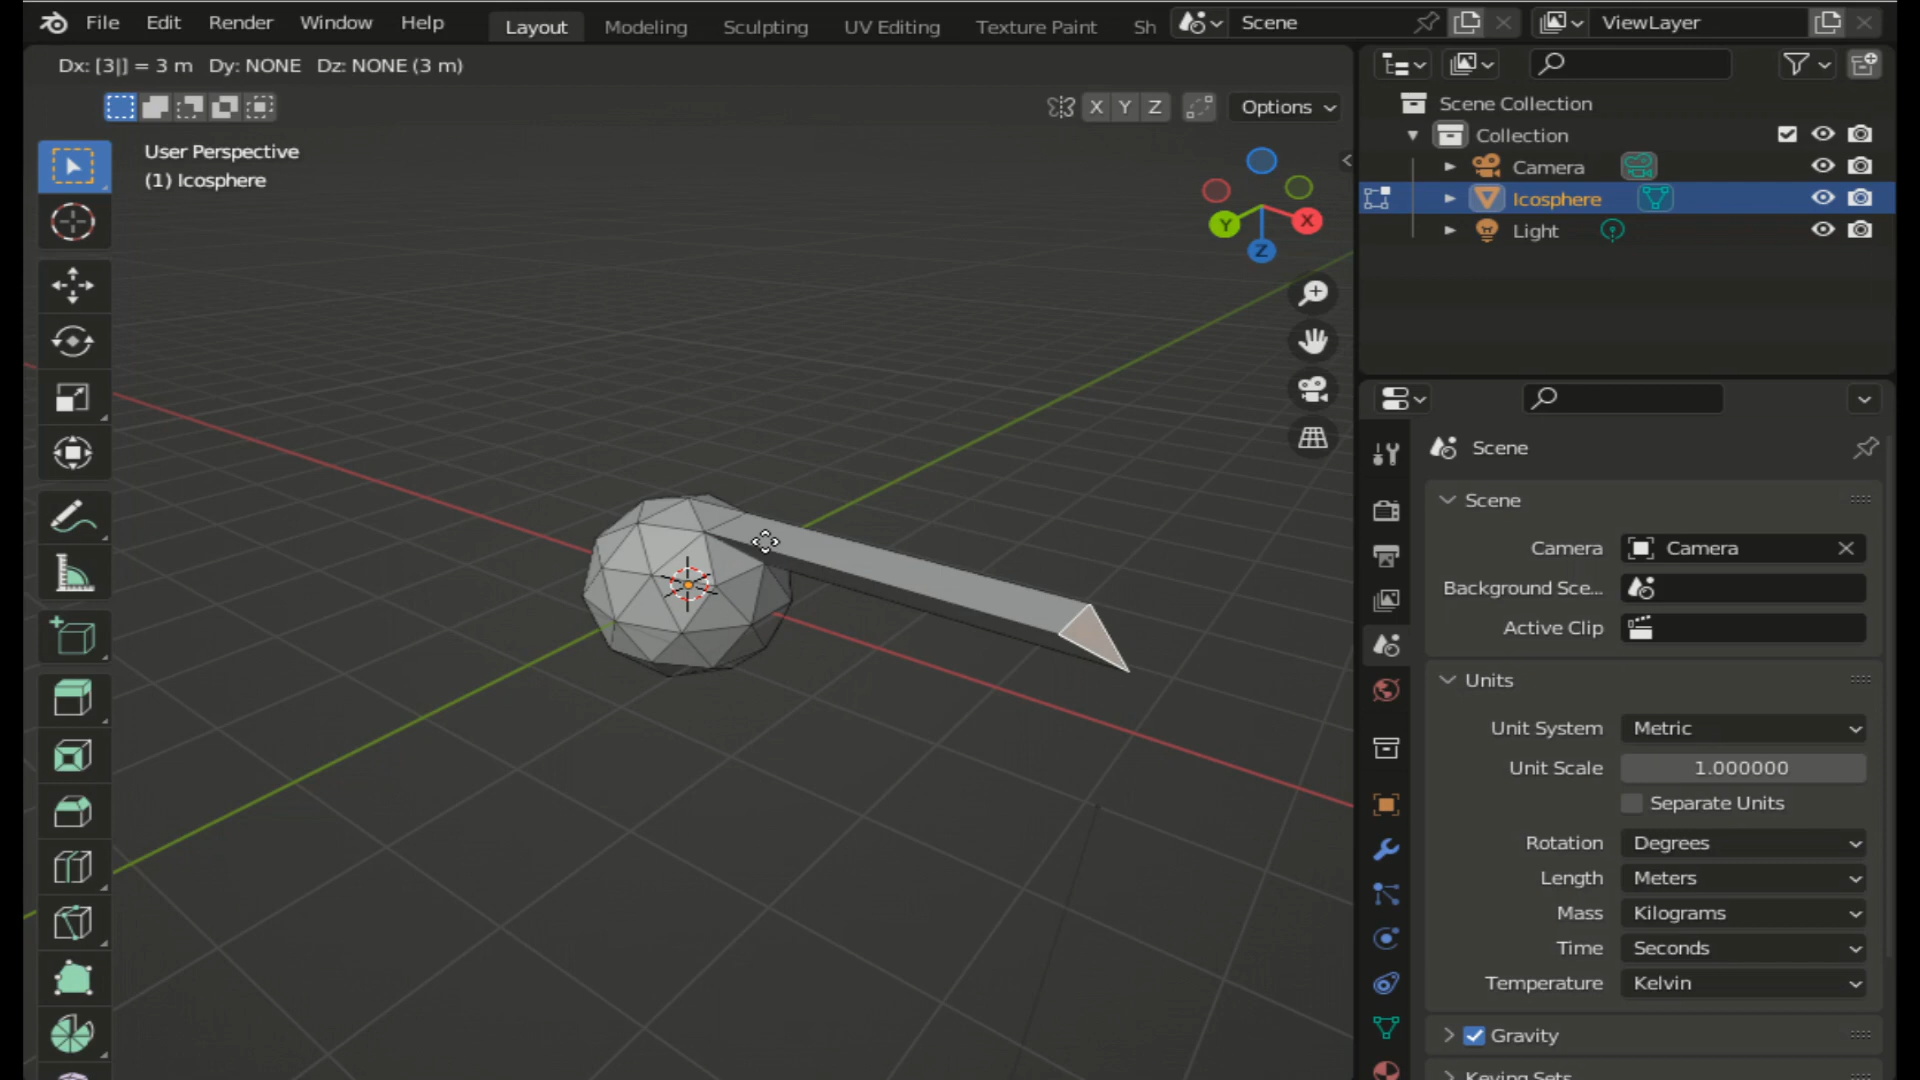 File Edit Render Window Help Layout Modeling Sculpting UV Editing Texture Paint Sh Scene ViewLayer
Dx: [3|] = 3 m Dy: NONE Dz: NONE (3 m)
X Y Z Options
User Perspective
(1) Icosphere
Y X
Z
Scene Collection
Collection
Camera
Icosphere
Light
Scene
Scene
Camera Camera
Background Sce...
Active Clip
Units
Unit System Metric
Unit Scale 1.000000
Separate Units
Rotation Degrees
Length Meters
Mass Kilograms
Time Seconds
Temperature Kelvin
Gravity
Keying Sets